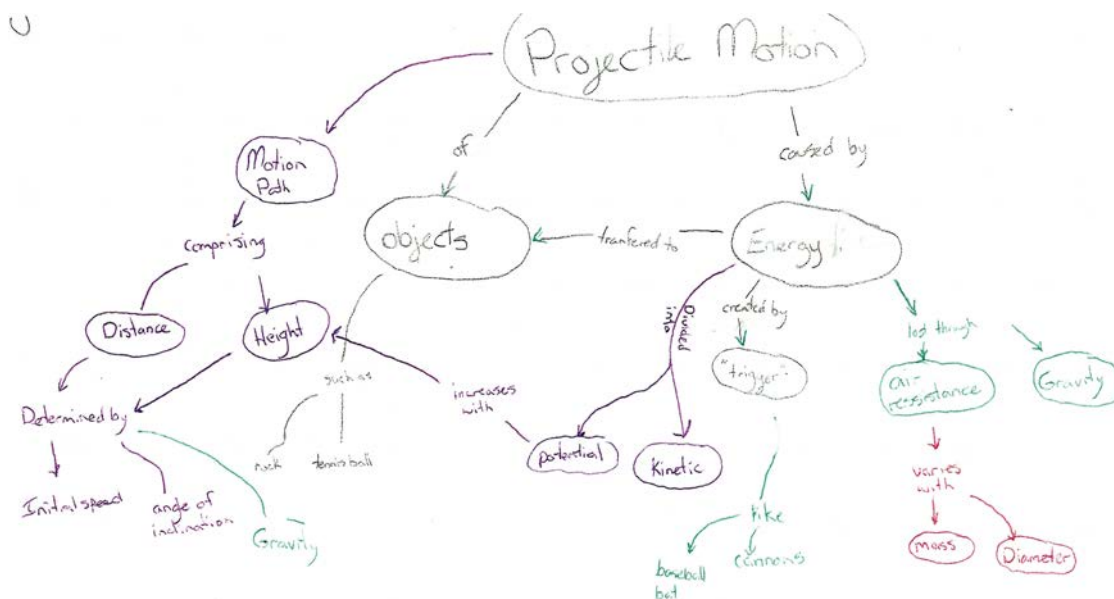 Projectile Motion
of
caused by
Motion
Path
objects
tranfered to
Energy
comprising
Distance
Height
Divided
into
created by
lost though
"trigger"
air
resistance
Gravity
such as
increases
with
Determined by
rock
tennis ball
potential
Kinetic
varies
with
Initial speed
angle of
inclination
Gravity
like
mass
Diameter
baseball
bat
cannons